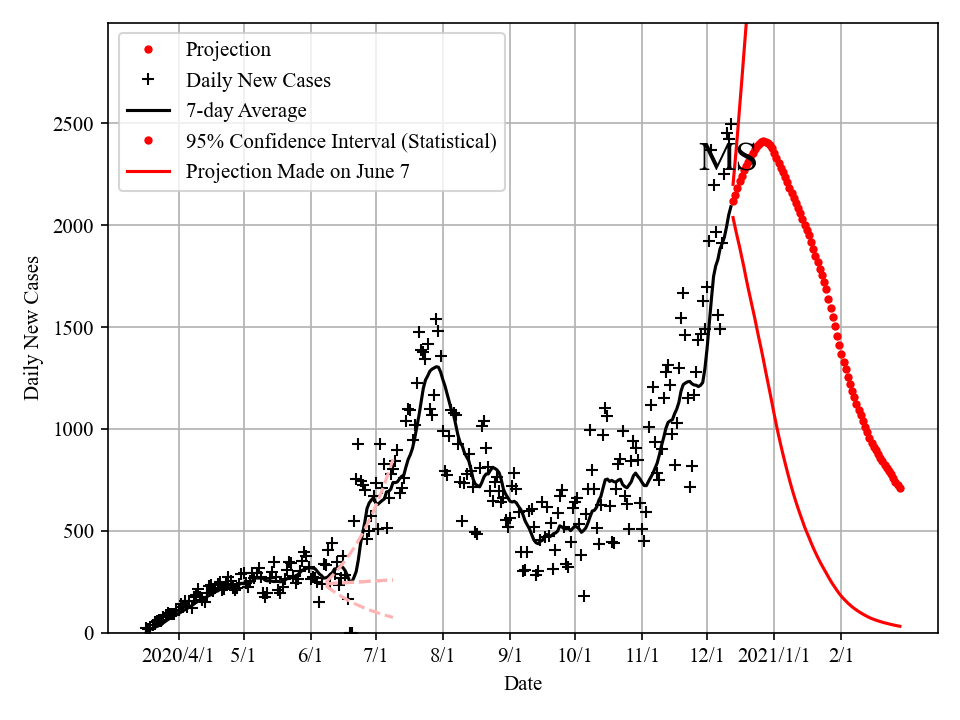 Projection
Daily New Cases
7-day Average
95% Confidence Interval (Statistical)
Projection Made on June 7
MS
Daily New Cases
2500
2000
1500
1000
500
0
2020/4/1 5/1 6/1 7/1 8/1 9/1 10/1 11/1 12/1 2021/1/1 2/1
Date